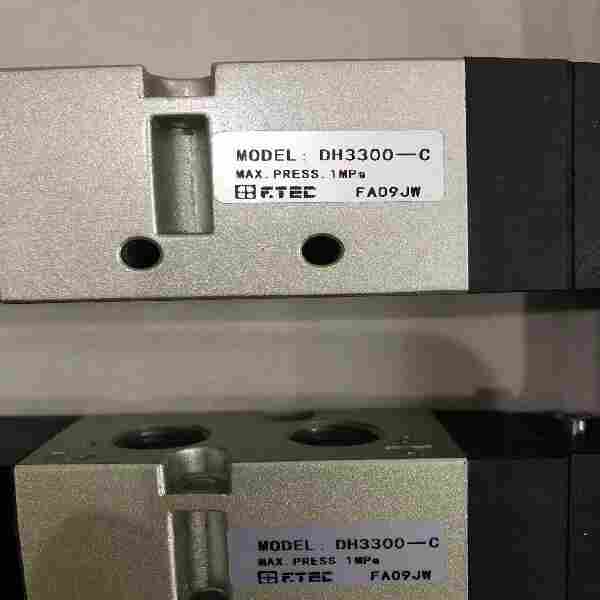 MODEL: DH3300-C
MAX. PRESS. 1MPa
F.TEC FA09JW
MODEL: DH3300-C
MAX. PRESS 1MPa
F.TEC FA09JW